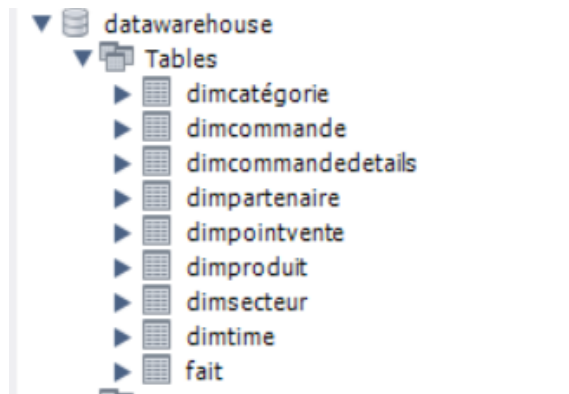 datawarehouse
Tables
dimcatégorie
dimcommande
dimcommandedetails
dimpartenaire
dimpointvente
dimproduit
dimsecteur
dimtime
fait